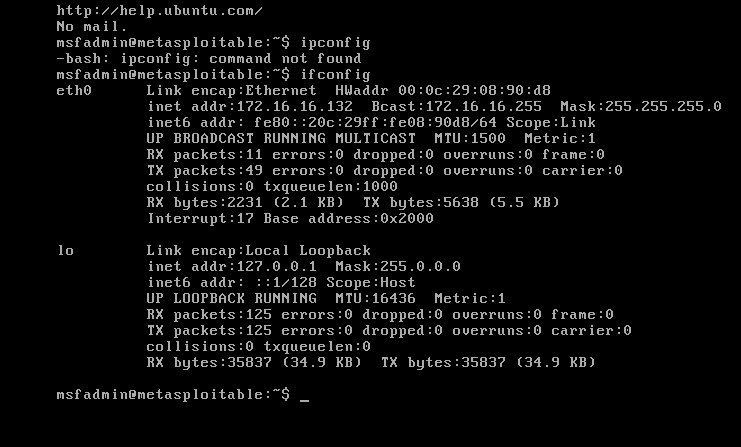 http://help.ubuntu.com/
No mail.
msfadmin@metasploitable:~$ ipconfig
-bash: ipconfig: command not found
msfadmin@metasploitable:~$ ifconfig
eth0      Link encap:Ethernet  HWaddr 00:0c:29:08:90:d8
          inet addr:172.16.16.132  Bcast:172.16.16.255  Mask:255.255.255.0
          inet6 addr: fe80::20c:29ff:fe08:90d8/64 Scope:Link
          UP BROADCAST RUNNING MULTICAST  MTU:1500  Metric:1
          RX packets:11 errors:0 dropped:0 overruns:0 frame:0
          TX packets:49 errors:0 dropped:0 overruns:0 carrier:0
          collisions:0 txqueuelen:1000
          RX bytes:2231 (2.1 KB)  TX bytes:5638 (5.5 KB)
          Interrupt:17 Base address:0x2000

lo        Link encap:Local Loopback
          inet addr:127.0.0.1  Mask:255.0.0.0
          inet6 addr: ::1/128 Scope:Host
          UP LOOPBACK RUNNING  MTU:16436  Metric:1
          RX packets:125 errors:0 dropped:0 overruns:0 frame:0
          TX packets:125 errors:0 dropped:0 overruns:0 carrier:0
          collisions:0 txqueuelen:0
          RX bytes:35837 (34.9 KB)  TX bytes:35837 (34.9 KB)

msfadmin@metasploitable:~$ _